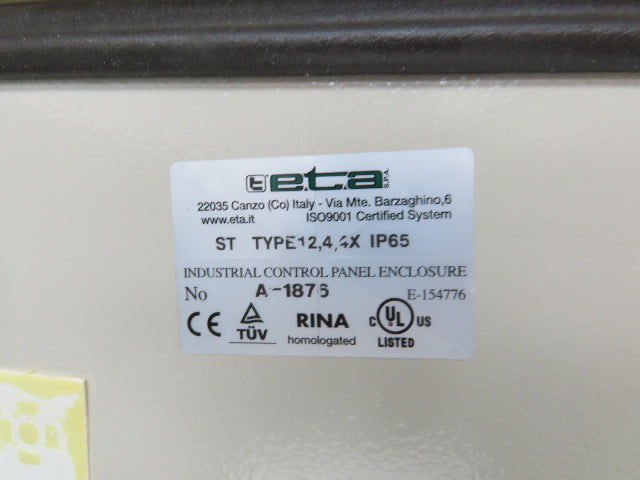 t e.t.a S.P.A.
22035 Canzo (Co) Italy - Via Mte. Barzaghino,6
www.eta.it ISO9001 Certified System
ST TYPE12,4,4X IP65
INDUSTRIAL CONTROL PANEL ENCLOSURE
No A-1876 E-154776
CE TÜV RINA homologated C UL US LISTED